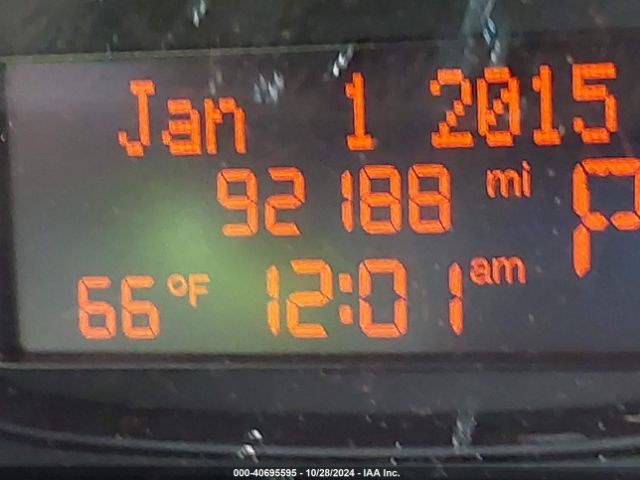 Jan 1 2015
92188 mi P
66 °F 12:01 am
000-40695595 - 10/28/2024 - IAA Inc.